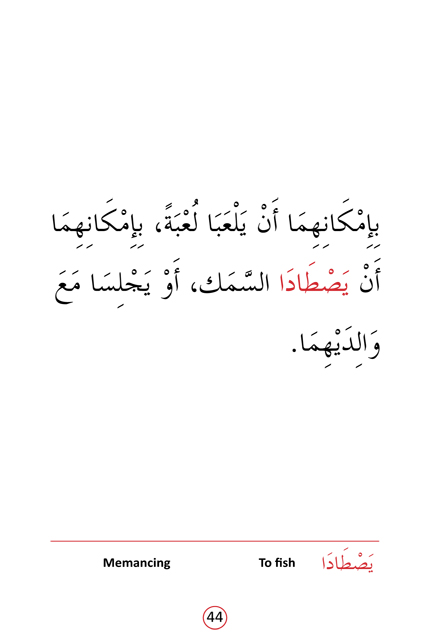 بِإِمْكَانِهِمَا أَنْ يَلْعَبَا لُعْبَةً، بِإِمْكَانِهِمَا
أَنْ يَصْطَادَا السَّمَك، أَوْ يَجْلِسَا مَعَ
وَالِدَيْهِمَا.
Memancing To fish يَصْطَادَا
44